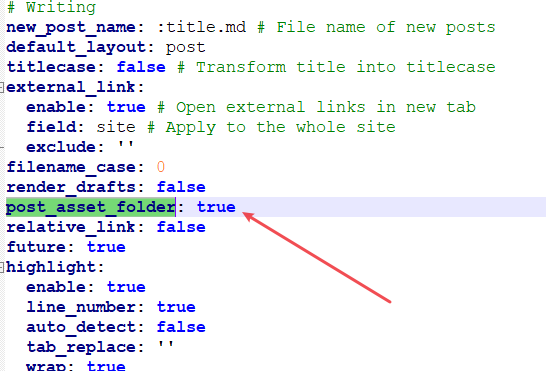 # Writing
new_post_name: :title.md # File name of new posts
default_layout: post
titlecase: false # Transform title into titlecase
external_link:
  enable: true # Open external links in new tab
  field: site # Apply to the whole site
  exclude: ''
filename_case: 0
render_drafts: false
post_asset_folder: true
relative_link: false
future: true
highlight:
  enable: true
  line_number: true
  auto_detect: false
  tab_replace: ''
  wrap: true